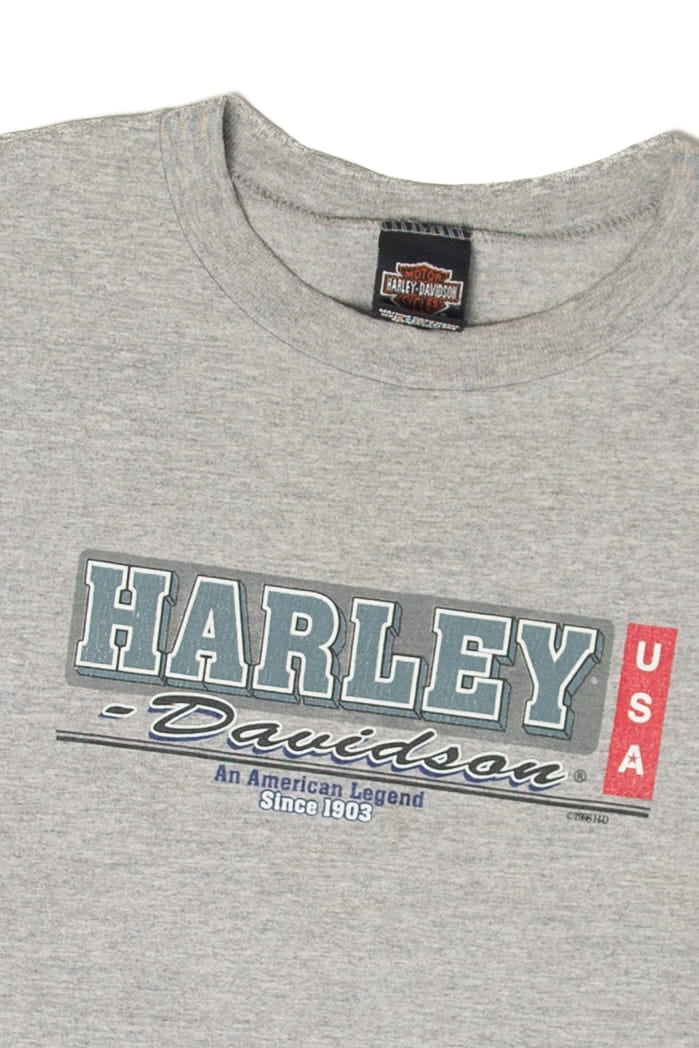 MOTOR
HARLEY-DAVIDSON
CYCLES
HARLEY
-Davidson®
USA
An American Legend
Since 1903